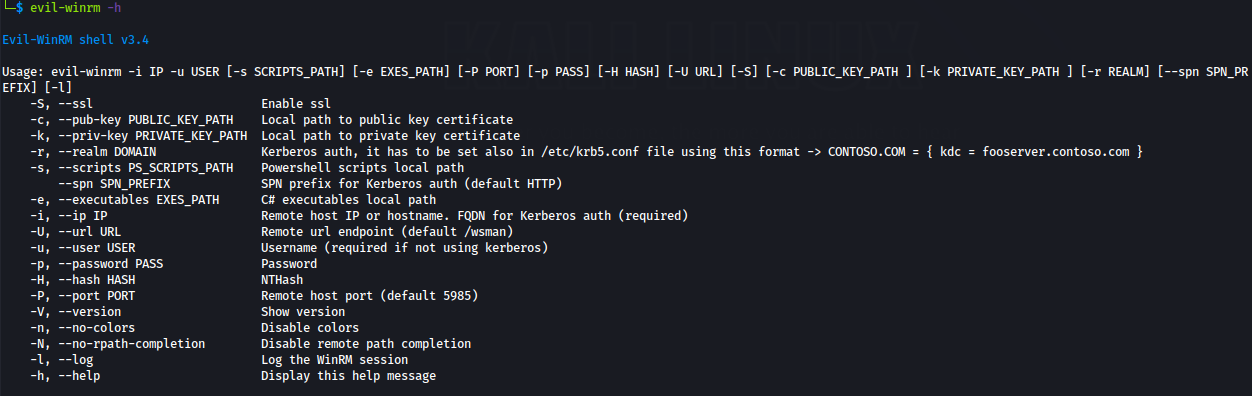 └─$ evil-winrm -h
Evil-WinRM shell v3.4
Usage: evil-winrm -i IP -u USER [-s SCRIPTS_PATH] [-e EXES_PATH] [-P PORT] [-p PASS] [-H HASH] [-U URL] [-S] [-c PUBLIC_KEY_PATH ] [-k PRIVATE_KEY_PATH ] [-r REALM] [--spn SPN_PR
EFIX] [-l]
-S, --ssl Enable ssl
-c, --pub-key PUBLIC_KEY_PATH Local path to public key certificate
-k, --priv-key PRIVATE_KEY_PATH Local path to private key certificate
-r, --realm DOMAIN Kerberos auth, it has to be set also in /etc/krb5.conf file using this format -> CONTOSO.COM = { kdc = fooserver.contoso.com }
-s, --scripts PS_SCRIPTS_PATH Powershell scripts local path
--spn SPN_PREFIX SPN prefix for Kerberos auth (default HTTP)
-e, --executables EXES_PATH C# executables local path
-i, --ip IP Remote host IP or hostname. FQDN for Kerberos auth (required)
-U, --url URL Remote url endpoint (default /wsman)
-u, --user USER Username (required if not using kerberos)
-p, --password PASS Password
-H, --hash HASH NTHash
-P, --port PORT Remote host port (default 5985)
-V, --version Show version
-n, --no-colors Disable colors
-N, --no-rpath-completion Disable remote path completion
-l, --log Log the WinRM session
-h, --help Display this help message